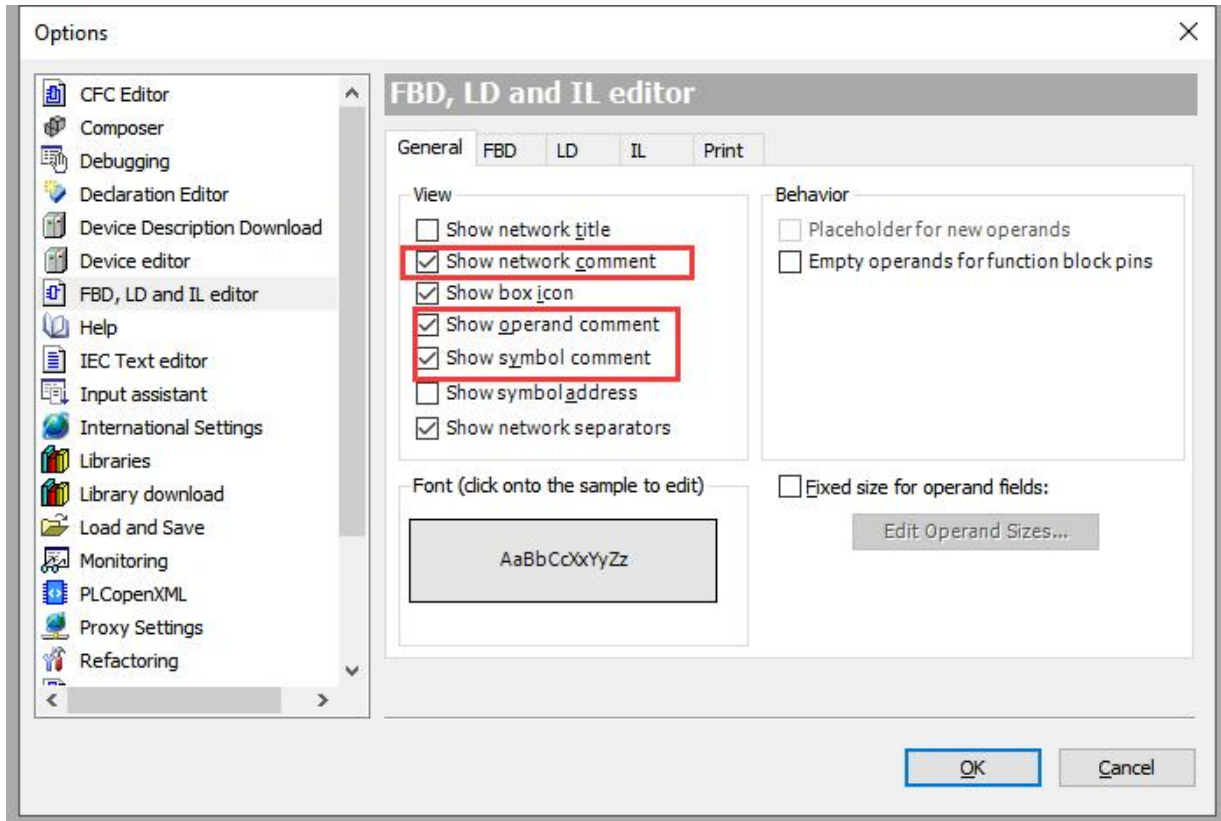 Options
CFC Editor
Composer
Debugging
Declaration Editor
Device Description Download
Device editor
FBD, LD and IL editor
Help
IEC Text editor
Input assistant
International Settings
Libraries
Library download
Load and Save
Monitoring
PLCopenXML
Proxy Settings
Refactoring
FBD, LD and IL editor
General FBD LD IL Print
View
Show network title
Show network comment
Show box icon
Show operand comment
Show symbol comment
Show symbol address
Show network separators
Behavior
Placeholder for new operands
Empty operands for function block pins
Font (click onto the sample to edit)
AaBbCcXxYyZz
Fixed size for operand fields:
Edit Operand Sizes...
OK Cancel